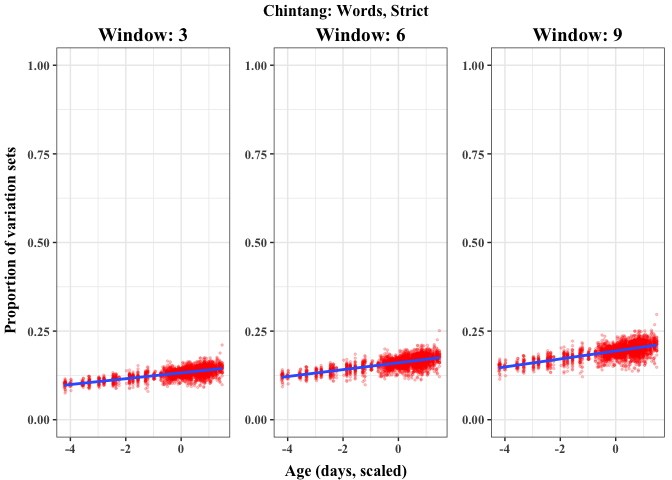 Chintang: Words, Strict
Window: 3 Window: 6 Window: 9
Proportion of variation sets
1.00 1.00 1.00
0.75 0.75 0.75
0.50 0.50 0.50
0.25 0.25 0.25
0.00 0.00 0.00
-4 -2 0 -4 -2 0 -4 -2 0
Age (days, scaled)